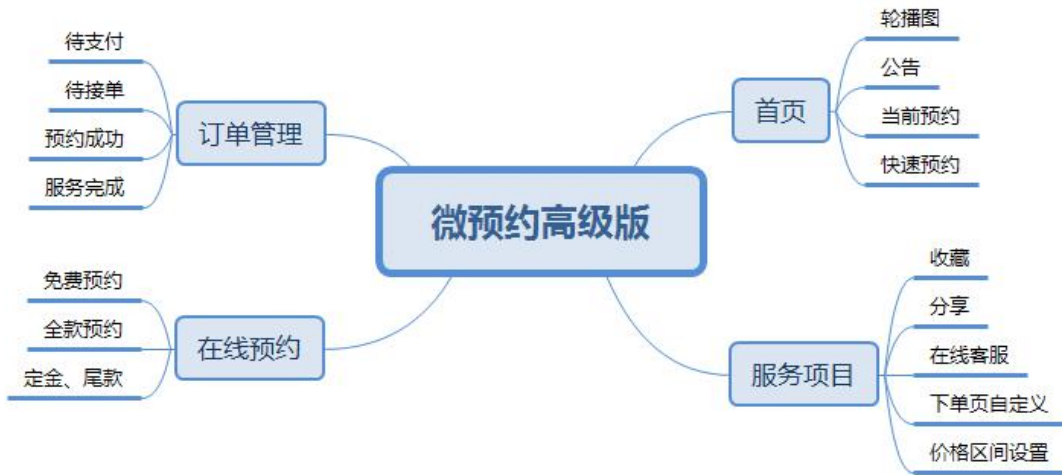 微预约高级版
首页
轮播图
公告
当前预约
快速预约
服务项目
收藏
分享
在线客服
下单页自定义
价格区间设置
订单管理
待支付
待接单
预约成功
服务完成
在线预约
免费预约
全款预约
定金、尾款